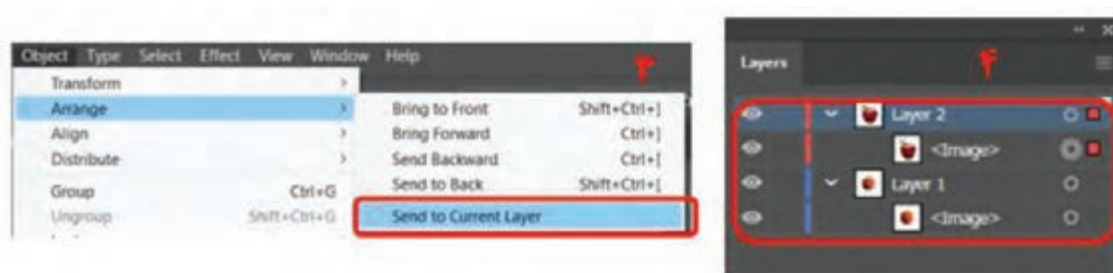 Object Type Select Effect View Window Help
۳
Transform
Arrange
Align
Distribute
Group Ctrl+G
Ungroup Shift+Ctrl+G
Bring to Front Shift+Ctrl+]
Bring Forward Ctrl+]
Send Backward Ctrl+[
Send to Back Shift+Ctrl+[
Send to Current Layer
Layers
۴
Layer 2
<Image>
Layer 1
<Image>